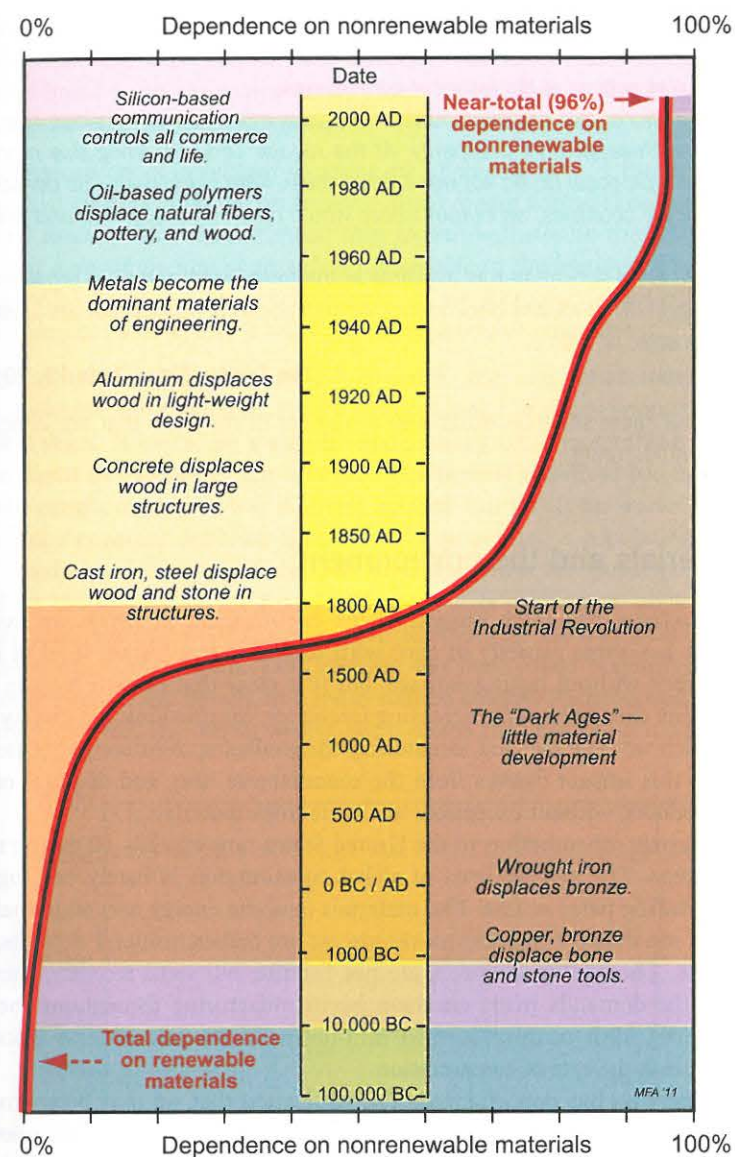 0% Dependence on nonrenewable materials 100%
Date
Silicon-based
communication
controls all commerce
and life.
Near-total (96%)
dependence on
nonrenewable
materials
2000 AD
Oil-based polymers
displace natural fibers,
pottery, and wood.
1980 AD
1960 AD
Metals become the
dominant materials
of engineering.
1940 AD
Aluminum displaces
wood in light-weight
design.
1920 AD
Concrete displaces
wood in large
structures.
1900 AD
1850 AD
Cast iron, steel displace
wood and stone in
structures.
1800 AD
Start of the
Industrial Revolution
1500 AD
The "Dark Ages" —
little material
development
1000 AD
500 AD
Wrought iron
displaces bronze.
0 BC / AD
Copper, bronze
displace bone
and stone tools.
1000 BC
10,000 BC
Total dependence
on renewable
materials
100,000 BC
MFA '11
0% Dependence on nonrenewable materials 100%